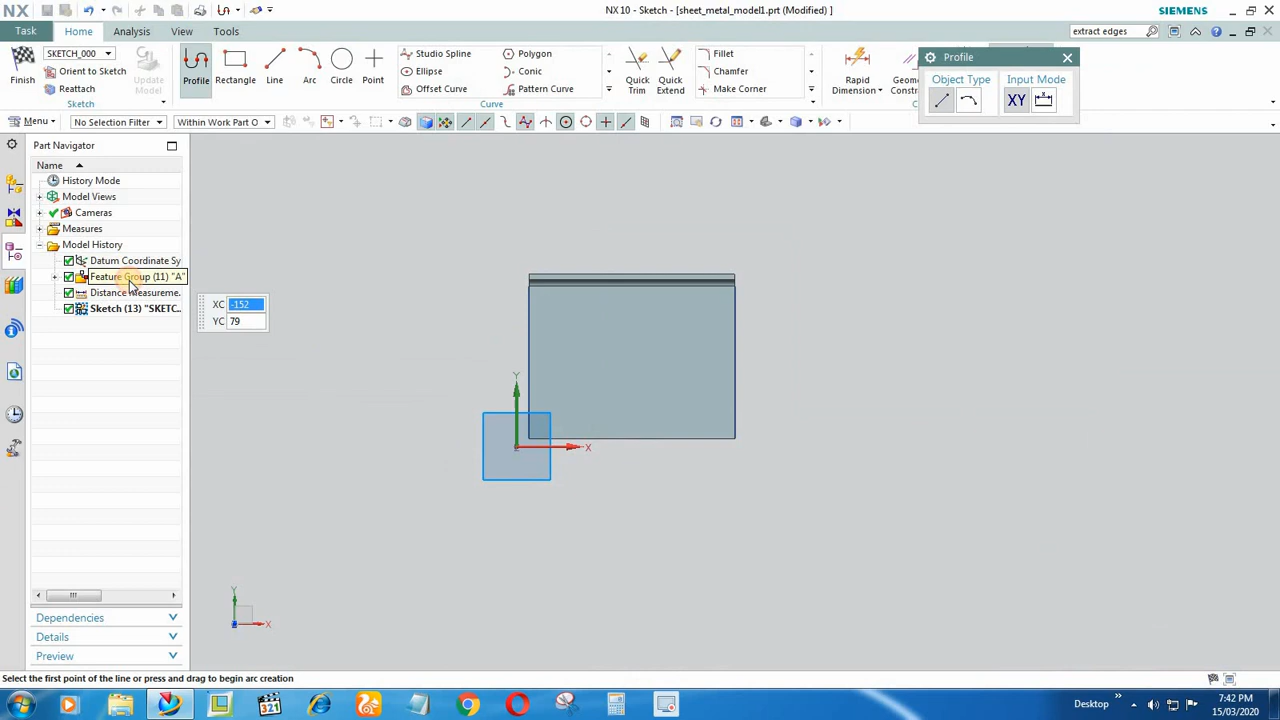 NX
Window
NX 10 - Sketch - [sheet_metal_model1.prt (Modified) ]
SIEMENS
Task
Home
Analysis
View
Tools
extract edges
Finish
SKETCH_000
Orient to Sketch
Reattach
Update Model
Sketch
Profile
Rectangle
Line
Arc
Circle
Point
Studio Spline
Ellipse
Offset Curve
Polygon
Conic
Pattern Curve
Quick Trim
Quick Extend
Fillet
Chamfer
Make Corner
Curve
Rapid Dimension
Profile
Object Type
Input Mode
XY
Menu
No Selection Filter
Within Work Part O
Part Navigator
Name
History Mode
Model Views
Cameras
Measures
Model History
Datum Coordinate Sy
Feature Group (11) "A"
Distance measureme..
Sketch (13) "SKETC..
XC
-152
YC
79
Y
X
Y
X
Dependencies
Details
Preview
Select the first point of the line or press and drag to begin arc creation
321
Desktop
7:42 PM
15/03/2020